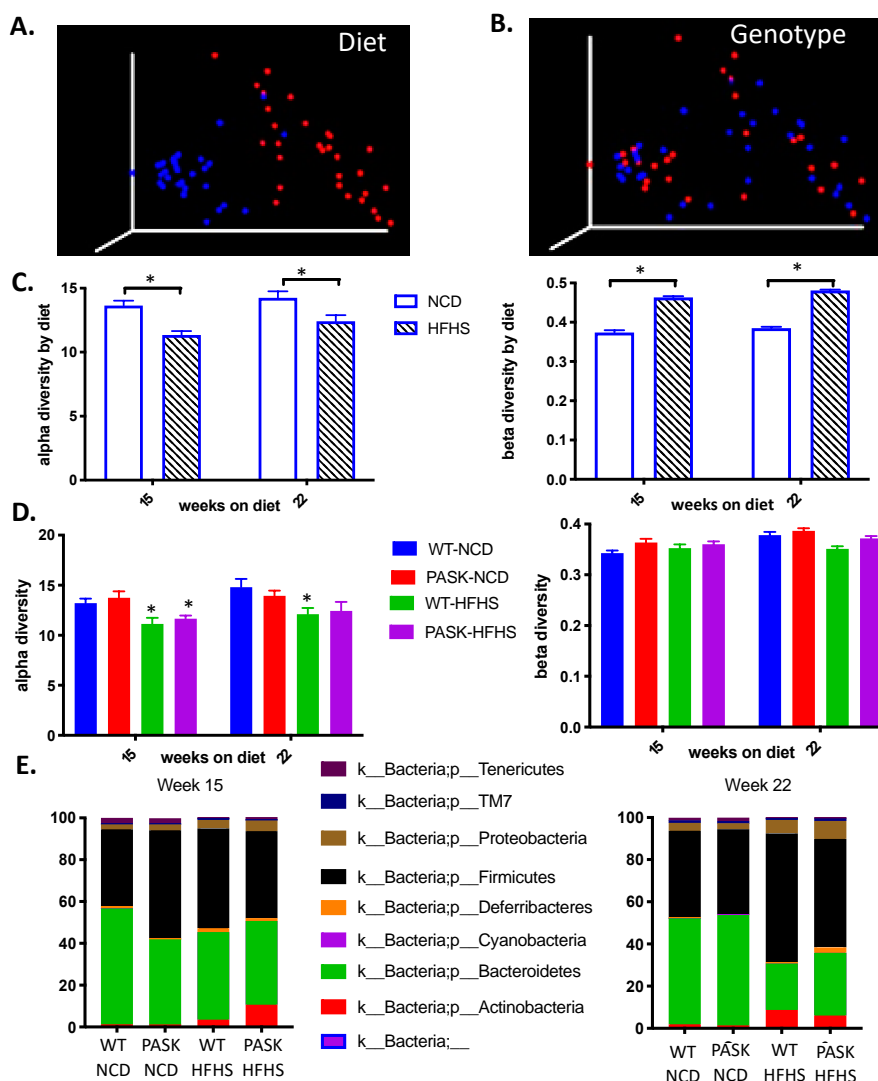 A.
Diet
B.
Genotype
C.
alpha diversity by diet
15
10
5
0
*
*
15
22
weeks on diet
NCD
HFHS
beta diversity by diet
0.5
0.4
0.3
0.2
0.1
0.0
*
*
15
22
weeks on diet
D.
alpha diversity
20
15
10
5
0
*
*
*
15
22
weeks on diet
WT-NCD
PASK-NCD
WT-HFHS
PASK-HFHS
beta diversity
0.4
0.3
0.2
0.1
0.0
15
22
weeks on diet
E.
Week 15
100
80
60
40
20
0
WT NCD
PASK NCD
WT HFHS
PASK HFHS
k__Bacteria;p__Tenericutes
k__Bacteria;p__TM7
k__Bacteria;p__Proteobacteria
k__Bacteria;p__Firmicutes
k__Bacteria;p__Deferribacteres
k__Bacteria;p__Cyanobacteria
k__Bacteria;p__Bacteroidetes
k__Bacteria;p__Actinobacteria
k__Bacteria;__
Week 22
100
80
60
40
20
0
WT NCD
PASK NCD
WT HFHS
PASK HFHS